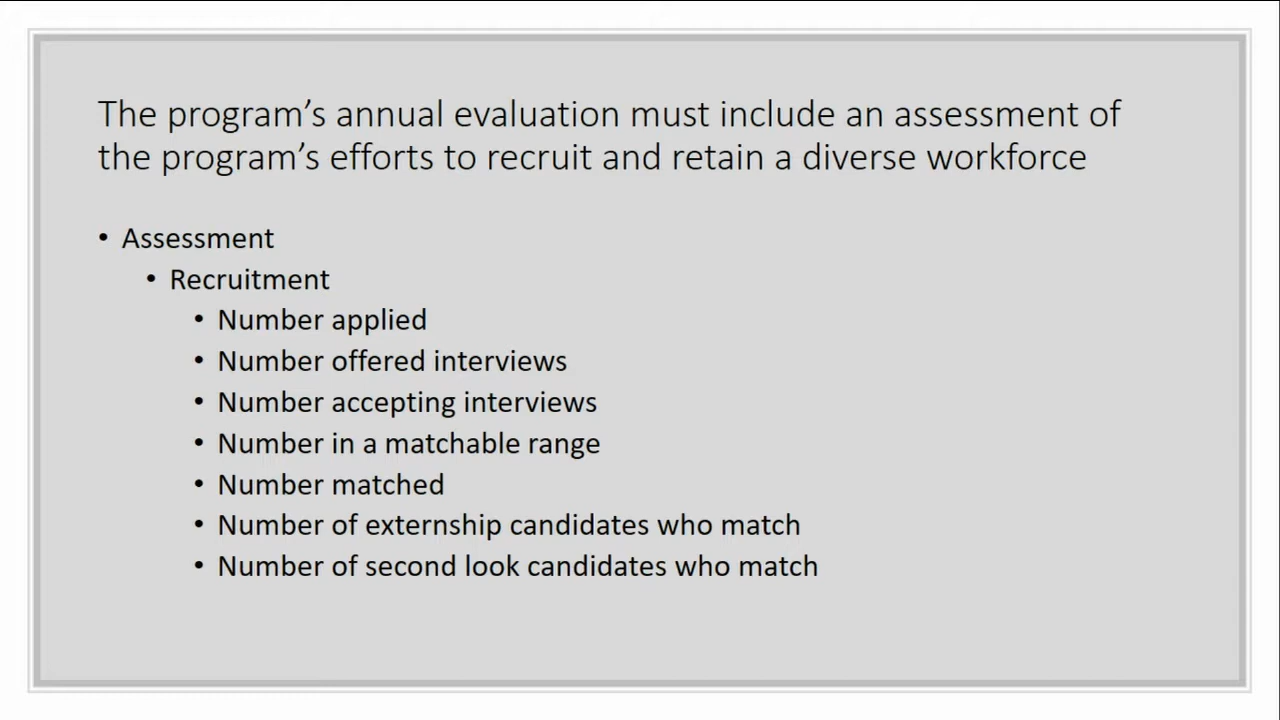 The program’s annual evaluation must include an assessment of
the program’s efforts to recruit and retain a diverse workforce
• Assessment
• Recruitment
• Number applied
• Number offered interviews
• Number accepting interviews
• Number in a matchable range
• Number matched
• Number of externship candidates who match
• Number of second look candidates who match